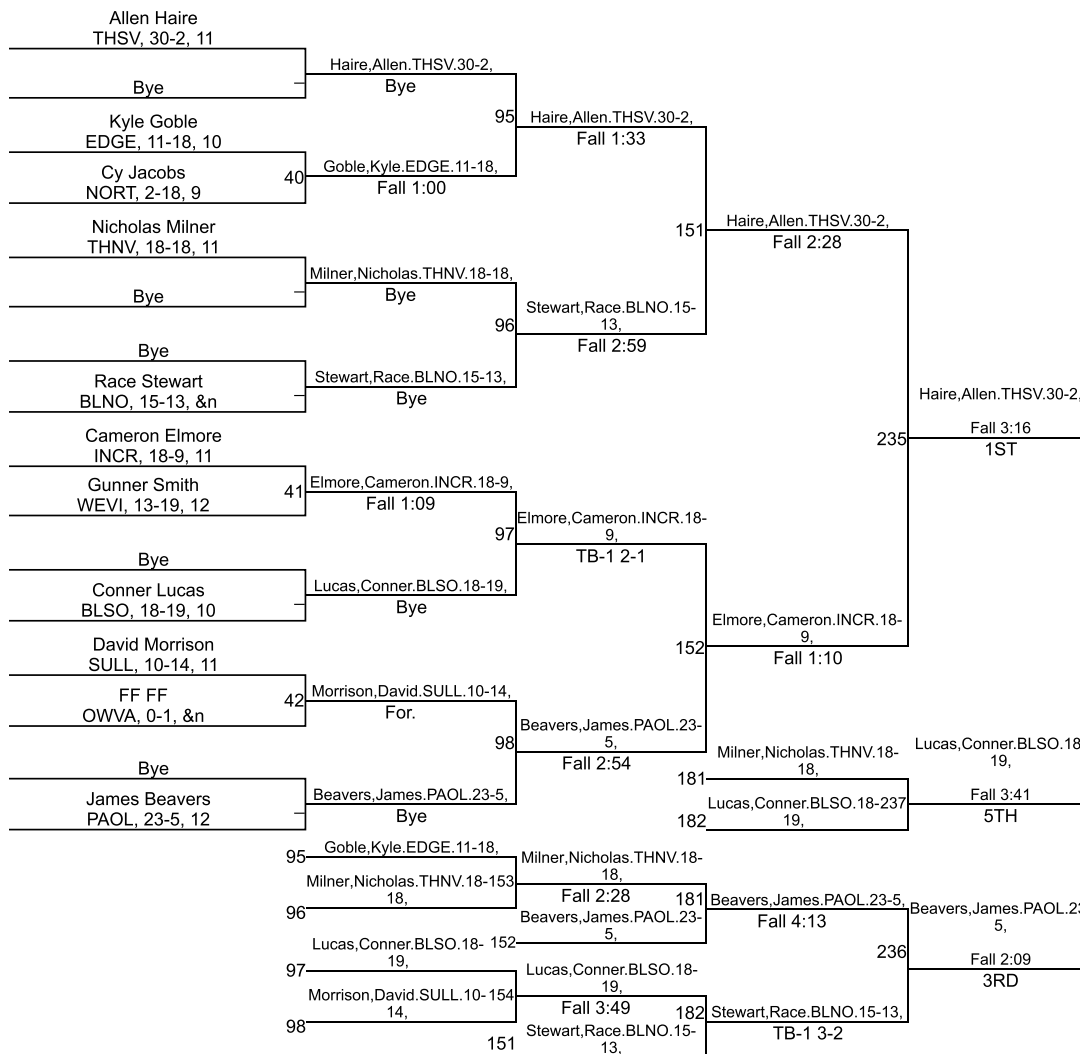 Allen Haire
THSV, 30-2, 11
Bye
Kyle Goble
EDGE, 11-18, 10
Cy Jacobs
NORT, 2-18, 9
40
Nicholas Milner
THNV, 18-18, 11
Bye
Bye
Race Stewart
BLNO, 15-13, &n
Cameron Elmore
INCR, 18-9, 11
Gunner Smith
WEVI, 13-19, 12
41
Bye
Conner Lucas
BLSO, 18-19, 10
David Morrison
SULL, 10-14, 11
FF FF
OWVA, 0-1, &n
42
Bye
James Beavers
PAOL, 23-5, 12
Haire,Allen.THSV.30-2,
Bye
95
Goble,Kyle.EDGE.11-18,
Fall 1:00
Milner,Nicholas.THNV.18-18,
Bye
96
Stewart,Race.BLNO.15-13,
Bye
Elmore,Cameron.INCR.18-9,
Fall 1:09
97
Lucas,Conner.BLSO.18-19,
Bye
Morrison,David.SULL.10-14,
For.
98
Beavers,James.PAOL.23-5,
Bye
Haire,Allen.THSV.30-2,
Fall 1:33
151
Stewart,Race.BLNO.15-
13,
Fall 2:59
Elmore,Cameron.INCR.18-
9,
TB-1 2-1
152
Beavers,James.PAOL.23-
5,
Fall 2:54
Haire,Allen.THSV.30-2,
Fall 2:28
235
Elmore,Cameron.INCR.18-
9,
Fall 1:10
Haire,Allen.THSV.30-2,
Fall 3:16
1ST
Milner,Nicholas.THNV.18-
18,
181
Lucas,Conner.BLSO.18-237
19,
182
Lucas,Conner.BLSO.18
19,
Fall 3:41
5TH
Goble,Kyle.EDGE.11-18,
95
Milner,Nicholas.THNV.18-153
18,
96
Lucas,Conner.BLSO.18-
19,
97
Morrison,David.SULL.10-154
14,
98
Milner,Nicholas.THNV.18-
18,
Fall 2:28
181
Beavers,James.PAOL.23-
5,
152
Lucas,Conner.BLSO.18-
19,
Fall 3:49
182
Stewart,Race.BLNO.15-
13,
151
Beavers,James.PAOL.23-5,
Fall 4:13
236
Stewart,Race.BLNO.15-13,
TB-1 3-2
Beavers,James.PAOL.23
5,
Fall 2:09
3RD